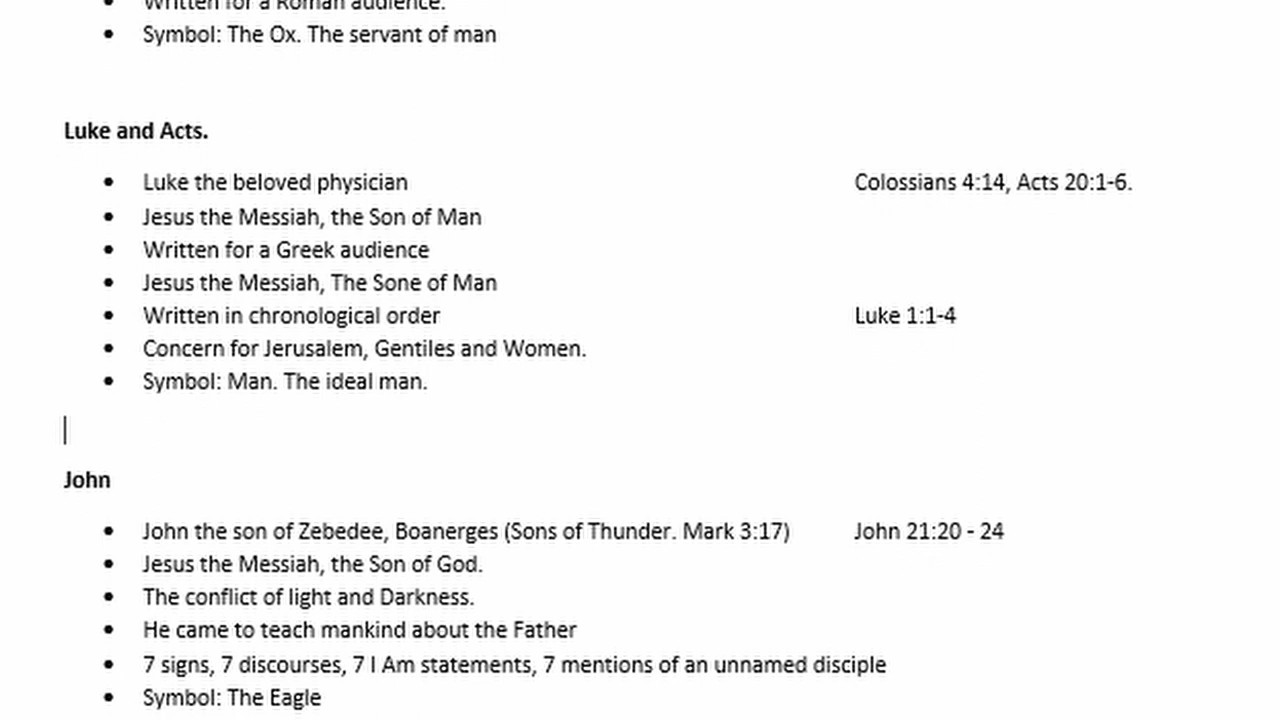 Written for a Roman audience.
• Symbol: The Ox. The servant of man
Luke and Acts.
• Luke the beloved physician Colossians 4:14, Acts 20:1-6.
• Jesus the Messiah, the Son of Man
• Written for a Greek audience
• Jesus the Messiah, The Sone of Man
• Written in chronological order Luke 1:1-4
• Concern for Jerusalem, Gentiles and Women.
• Symbol: Man. The ideal man.
John
• John the son of Zebedee, Boanerges (Sons of Thunder. Mark 3:17) John 21:20 - 24
• Jesus the Messiah, the Son of God.
• The conflict of light and Darkness.
• He came to teach mankind about the Father
• 7 signs, 7 discourses, 7 I Am statements, 7 mentions of an unnamed disciple
• Symbol: The Eagle